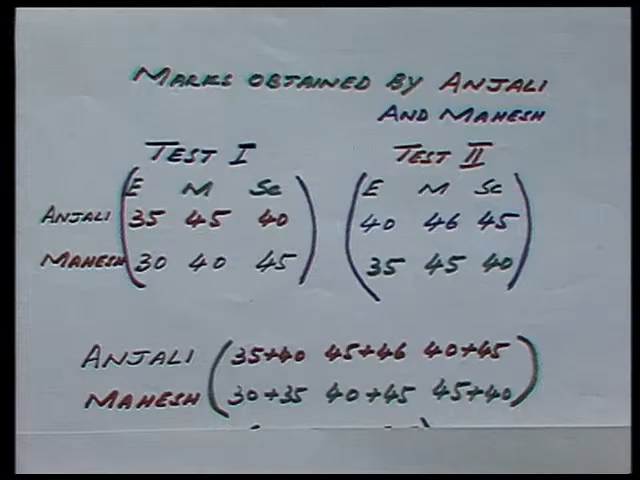 MARKS OBTAINED BY ANJALI
AND MAHESH
TEST I TEST II
E M Sc E M Sc
ANJALI 35 45 40 40 46 45
MAHESH 30 40 45 35 45 40
ANJALI 35+40 45+46 40+45
MAHESH 30+35 40+45 45+40